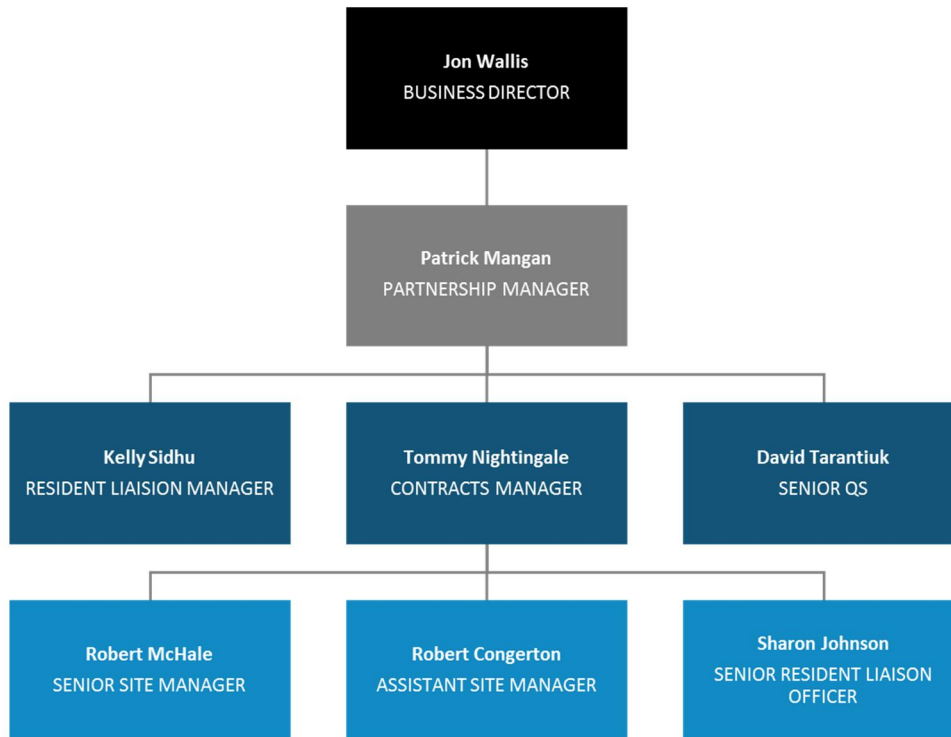 Jon Wallis
BUSINESS DIRECTOR
Patrick Mangan
PARTNERSHIP MANAGER
Kelly Sidhu
RESIDENT LIAISION MANAGER
Tommy Nightingale
CONTRACTS MANAGER
David Tarantiuk
SENIOR QS
Robert McHale
SENIOR SITE MANAGER
Robert Congerton
ASSISTANT SITE MANAGER
Sharon Johnson
SENIOR RESIDENT LIAISON
OFFICER